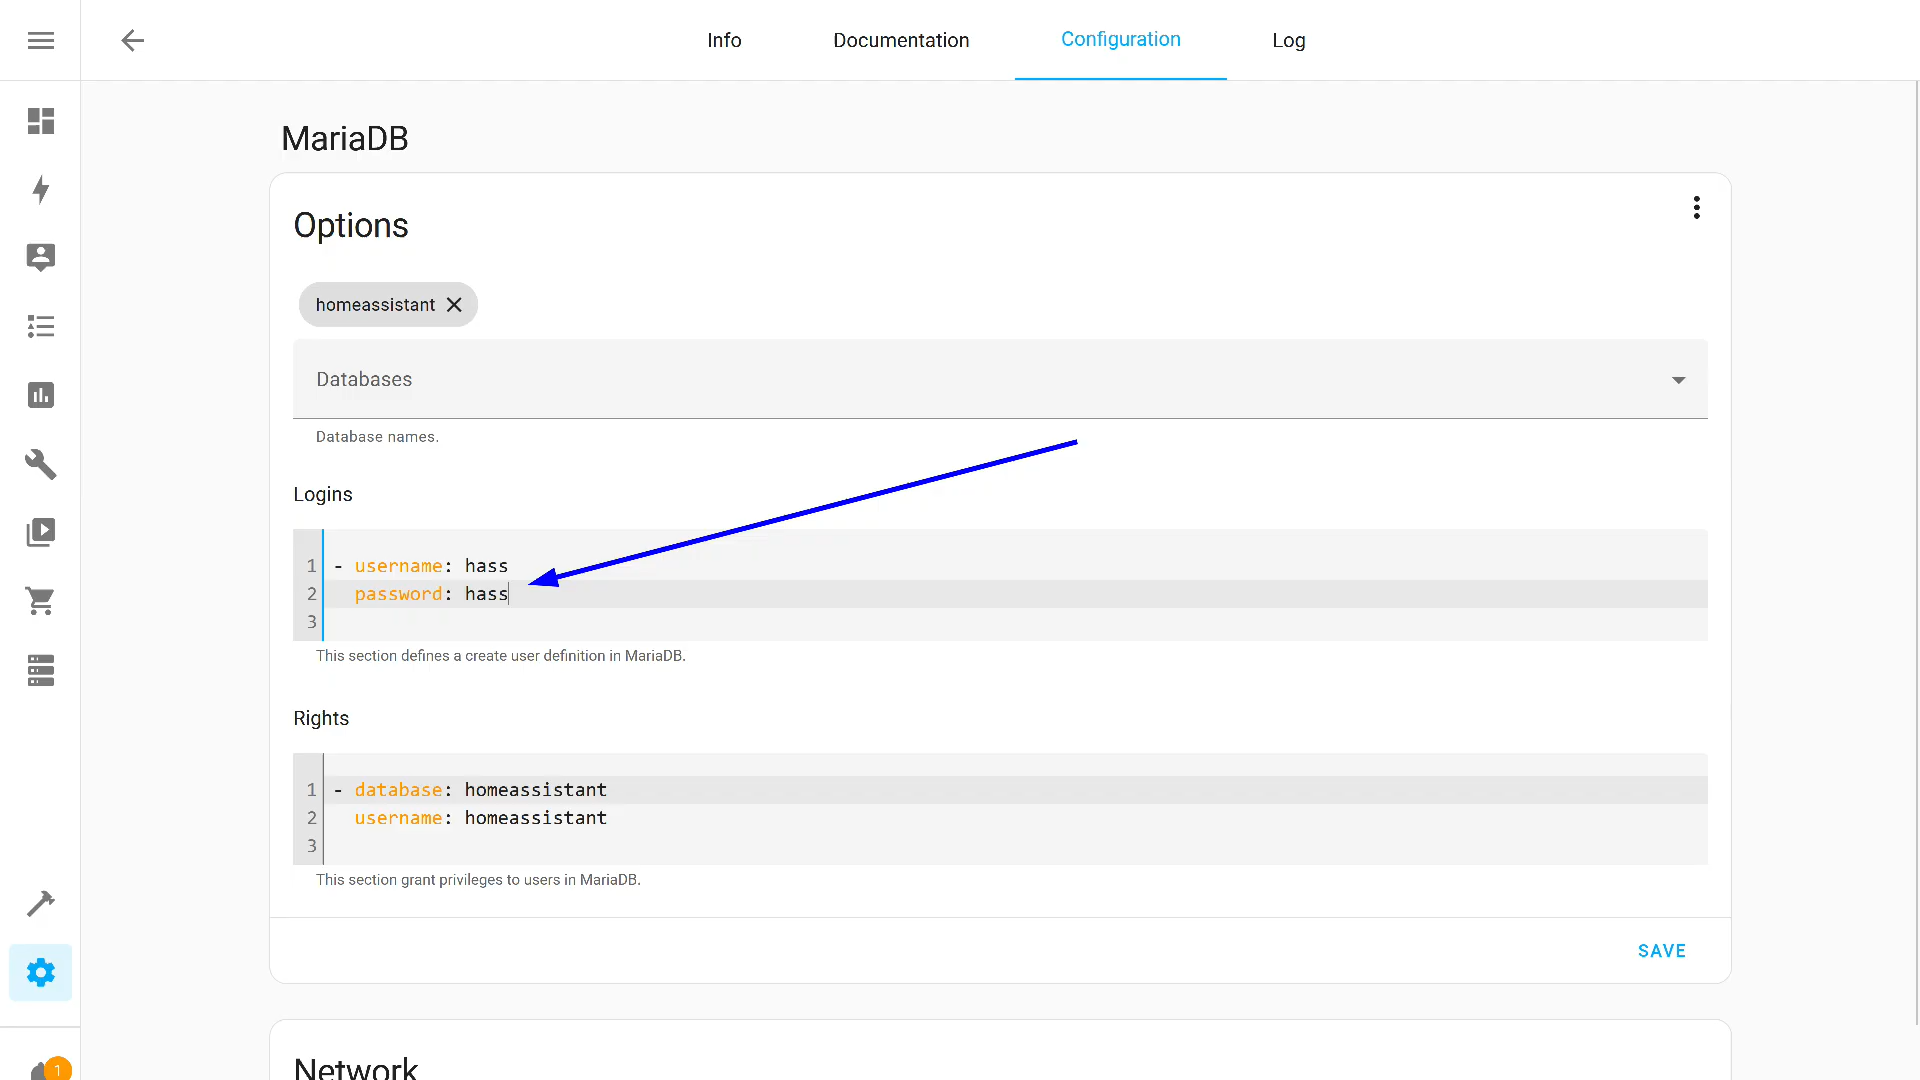 Info Documentation Configuration Log
MariaDB
Options
homeassistant
Databases
Database names.
Logins
1 - username: hass
2 password: hass
3
This section defines a create user definition in MariaDB.
Rights
1 - database: homeassistant
2 username: homeassistant
3
This section grant privileges to users in MariaDB.
SAVE
Network
1